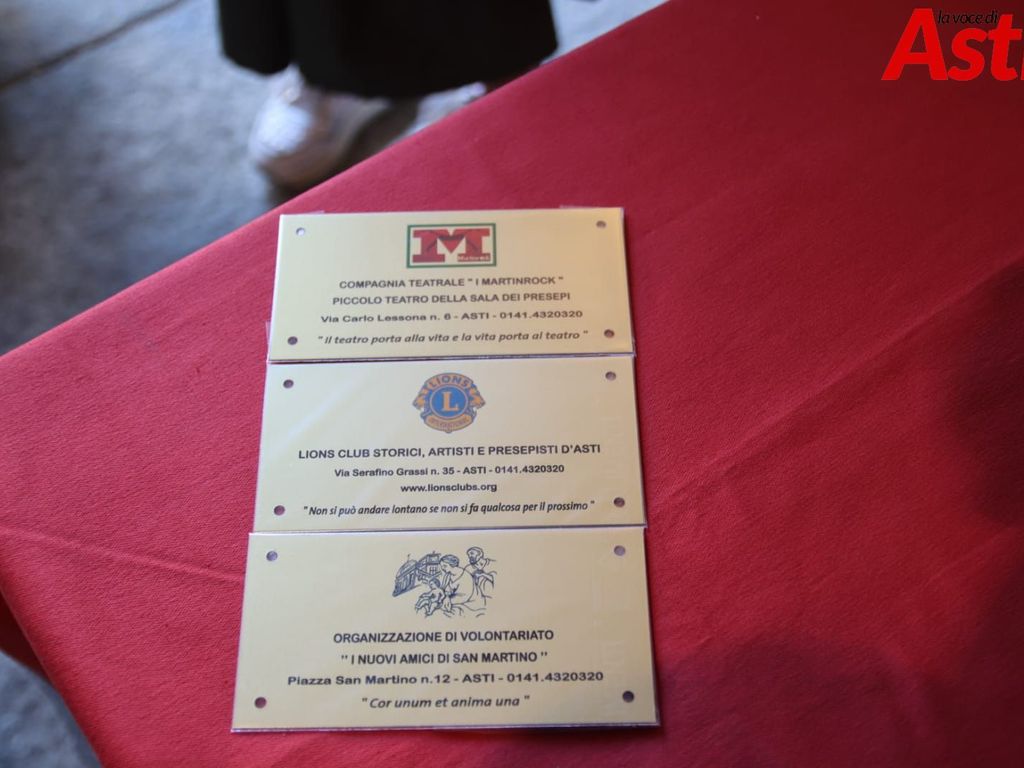 la voce di
Asti
M
COMPAGNIA TEATRALE " I MARTINROCK "
PICCOLO TEATRO DELLA SALA DEI PRESEPI
Via Carlo Lessona n. 6 - ASTI - 0141.4320320
" Il teatro porta alla vita e la vita porta al teatro "
LIONS
L
INTERNATIONAL
LIONS CLUB STORICI, ARTISTI E PRESEPISTI D'ASTI
Via Serafino Grassi n. 35 - ASTI - 0141.4320320
www.lionsclubs.org
" Non si può andare lontano se non si fa qualcosa per il prossimo "
ORGANIZZAZIONE DI VOLONTARIATO
" I NUOVI AMICI DI SAN MARTINO "
Piazza San Martino n.12 - ASTI - 0141.4320320
" Cor unum et anima una "